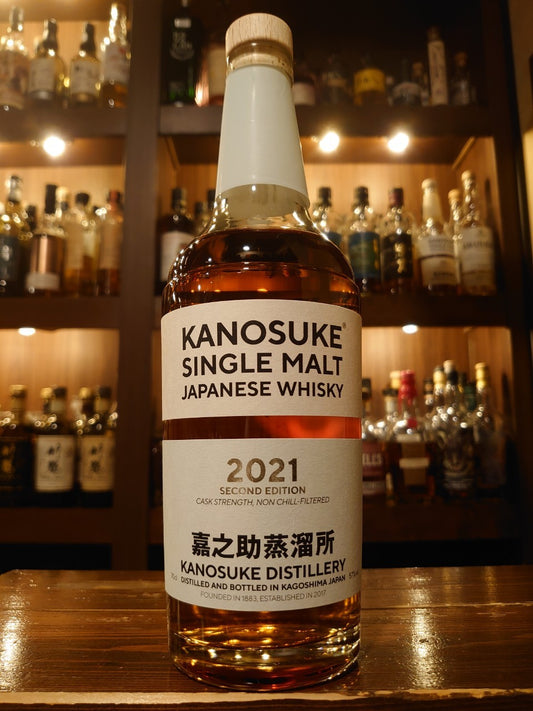 KANOSUKE®
SINGLE MALT
JAPANESE WHISKY
2021
SECOND EDITION
CASK STRENGTH, NON CHILL-FILTERED
嘉之助蒸溜所
KANOSUKE DISTILLERY
70cl DISTILLED AND BOTTLED IN KAGOSHIMA JAPAN
FOUNDED IN 1883, ESTABLISHED IN 2017